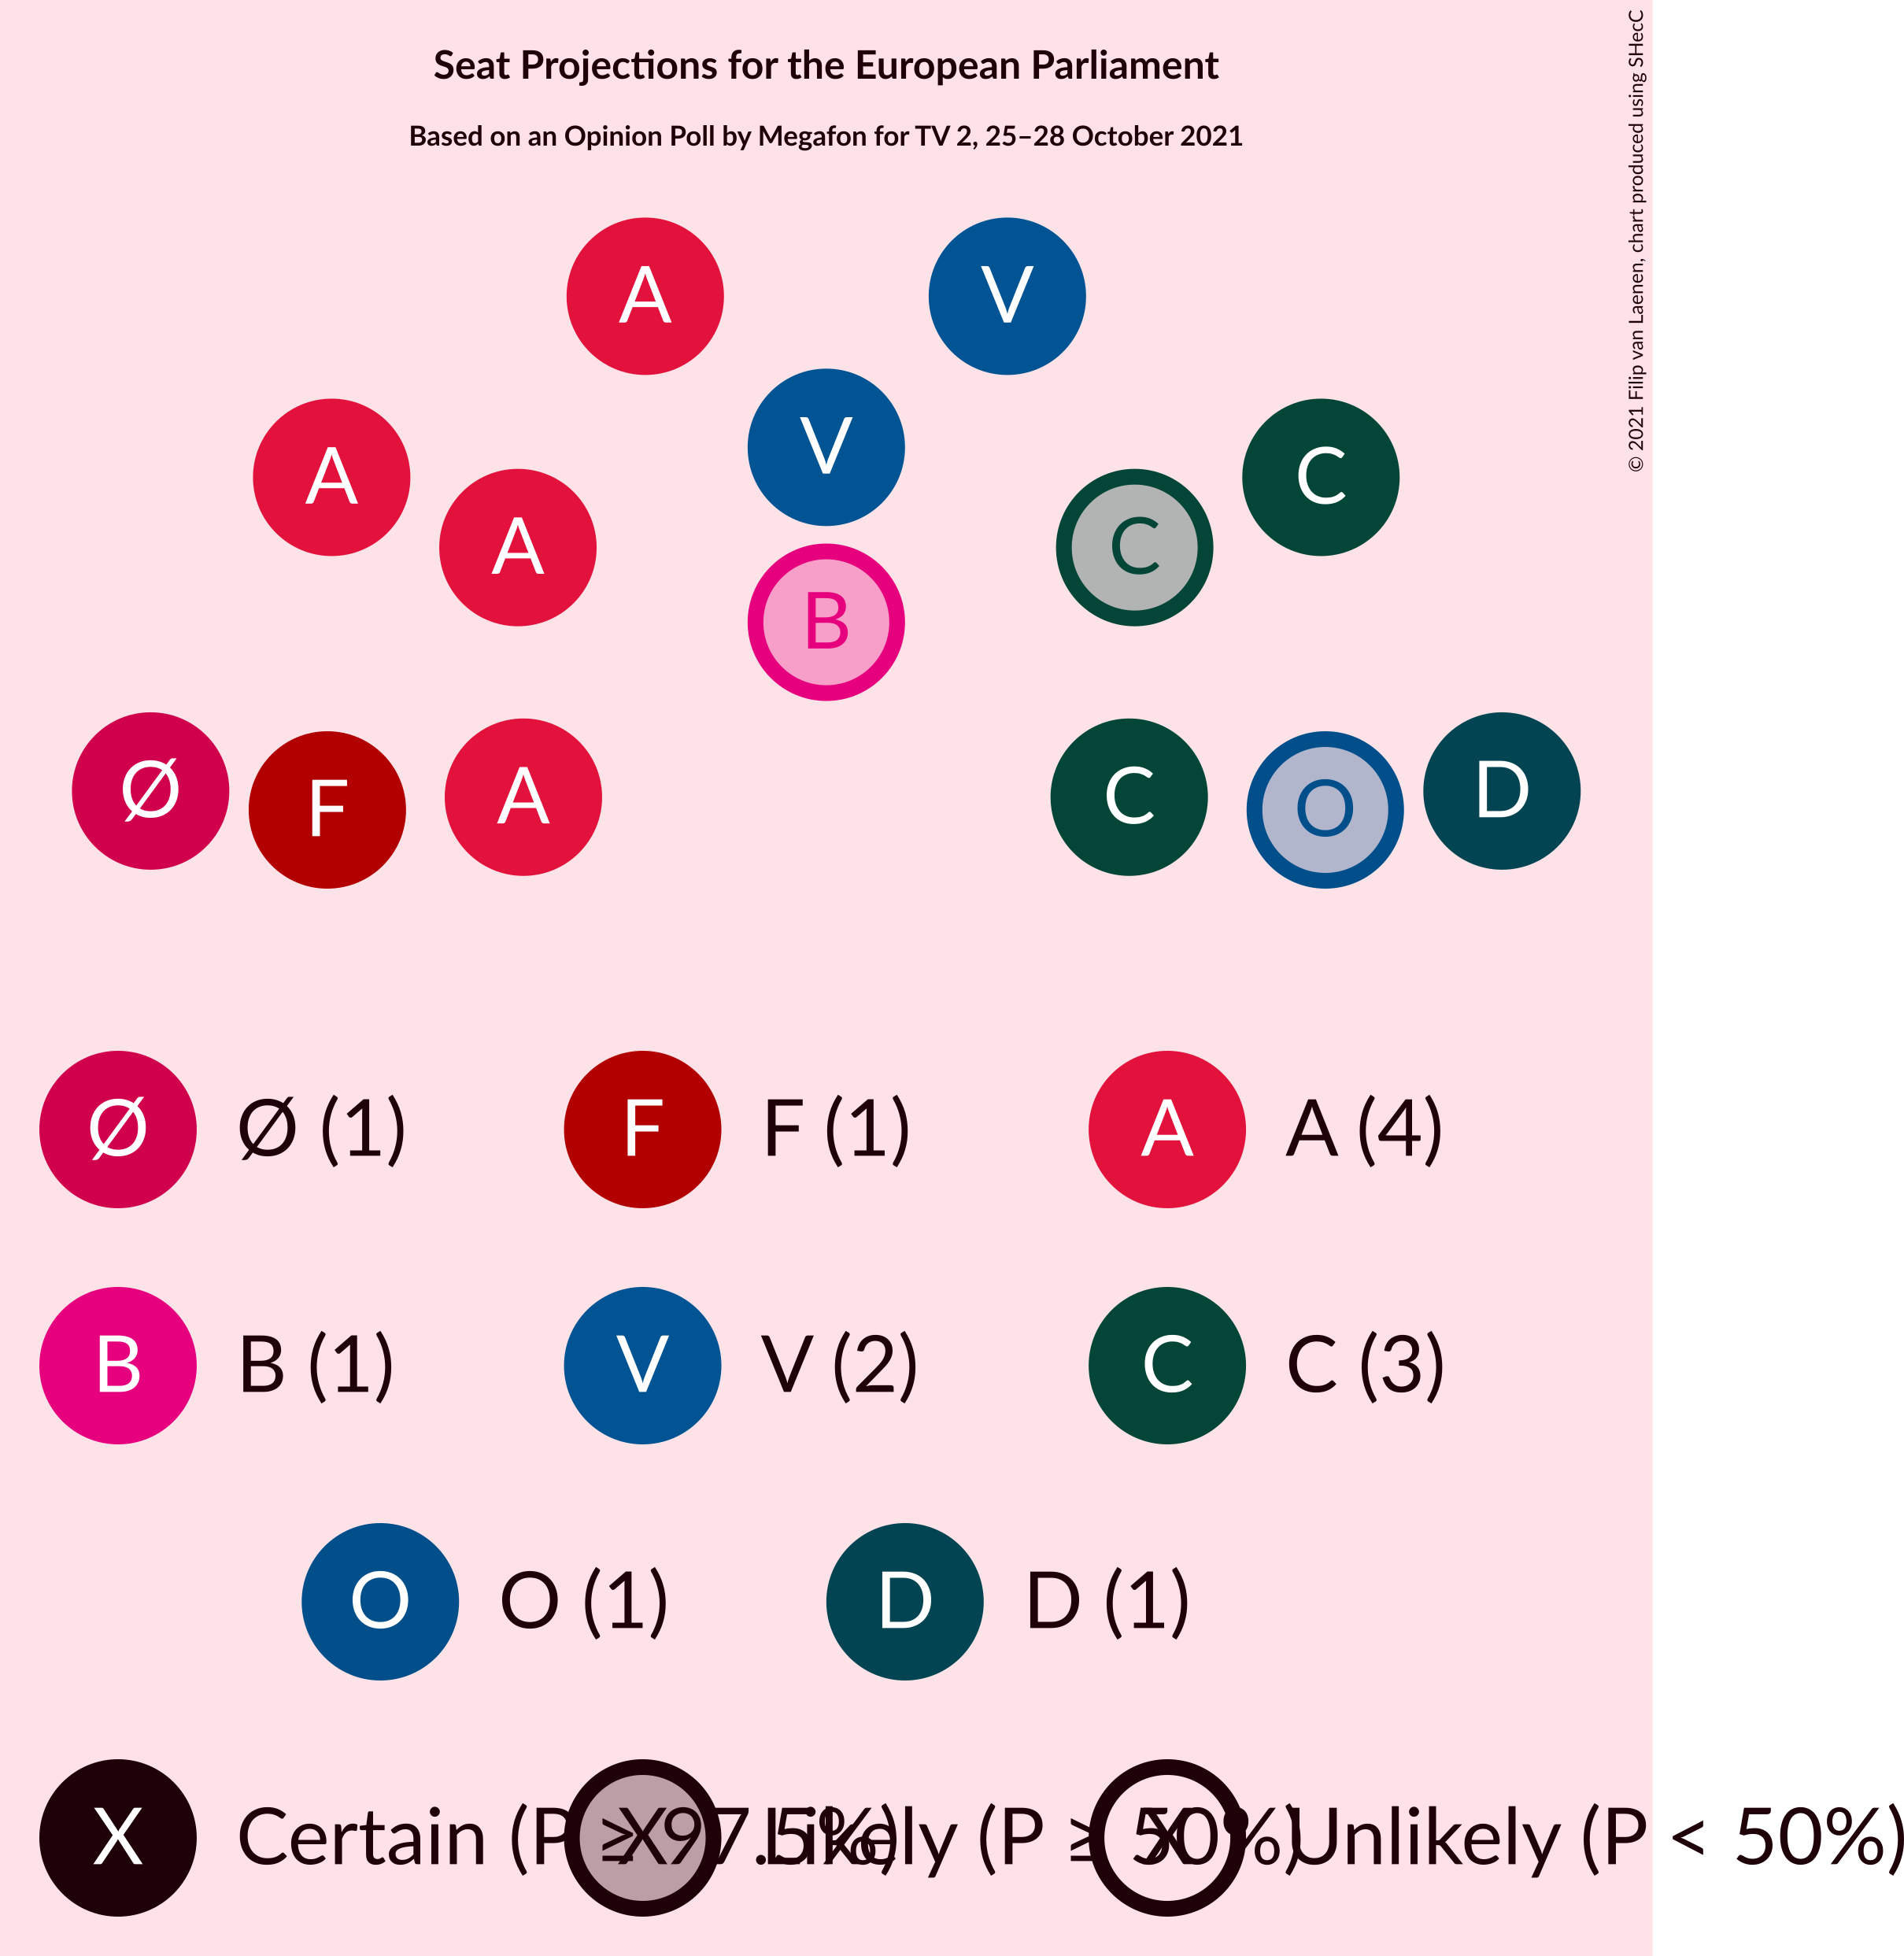 Seat Projections for the European Parliament
Based on an Opinion Poll by Megafon for TV 2, 25–28 October 2021
© 2021 Filip van Laenen, chart produced using SHecC
A V
A V C
A C
B
Ø F A C O D
Ø Ø (1) F F (1) A A (4)
B B (1) V V (2) C C (3)
O O (1) D D (1)
X Certain (P ≥ 97.5%) X Likely (P ≥ 50%) X Unlikely (P < 50%)